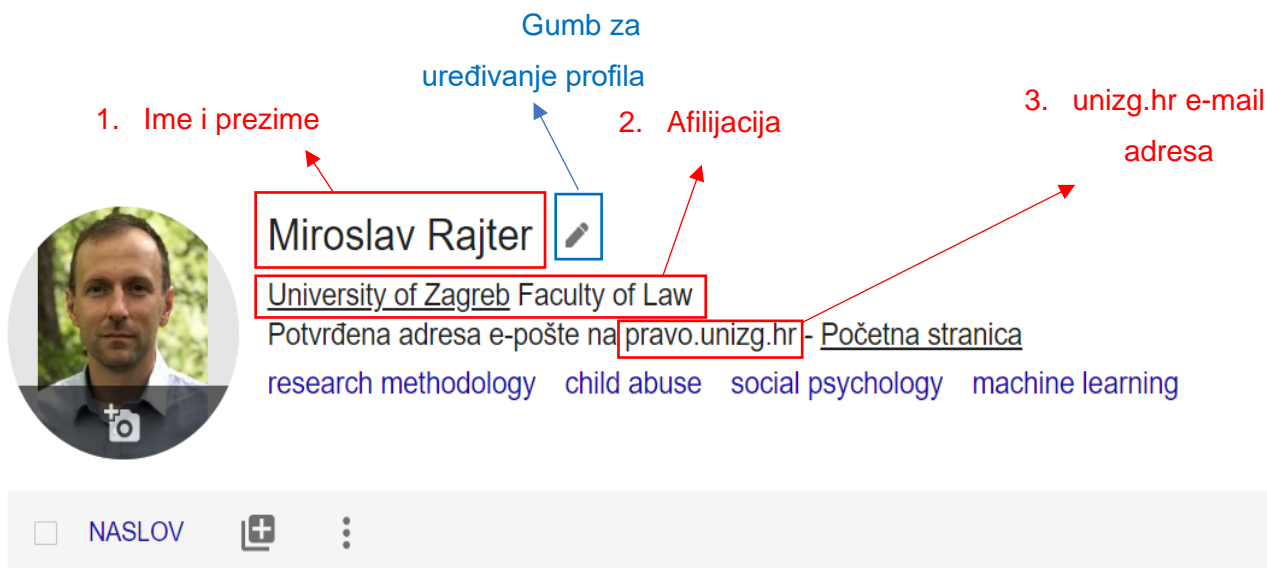 Gumb za
uređivanje profila
1. Ime i prezime
2. Afilijacija
3. unizg.hr e-mail
adresa
Miroslav Rajter
University of Zagreb Faculty of Law
Potvrđena adresa e-pošte na pravo.unizg.hr - Početna stranica
research methodology child abuse social psychology machine learning
NASLOV